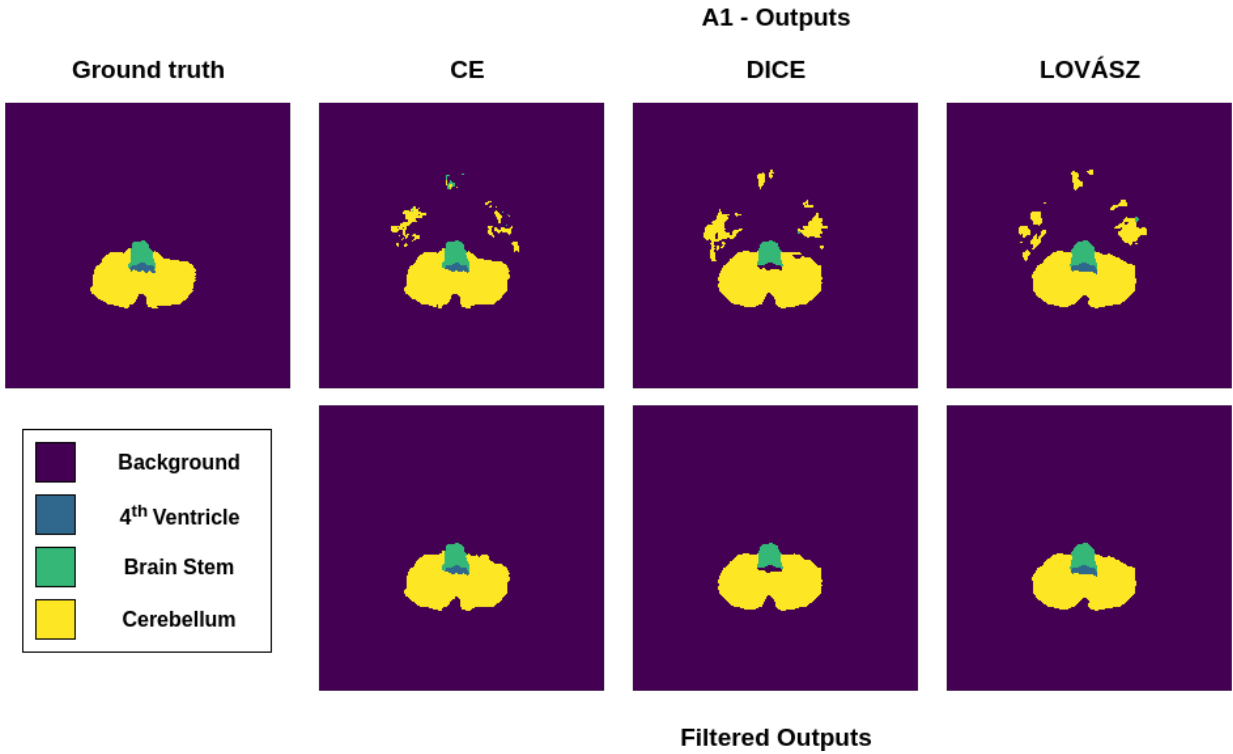 A1 - Outputs
Ground truth
CE
DICE
LOVÁSZ
Background
4th Ventricle
Brain Stem
Cerebellum
Filtered Outputs